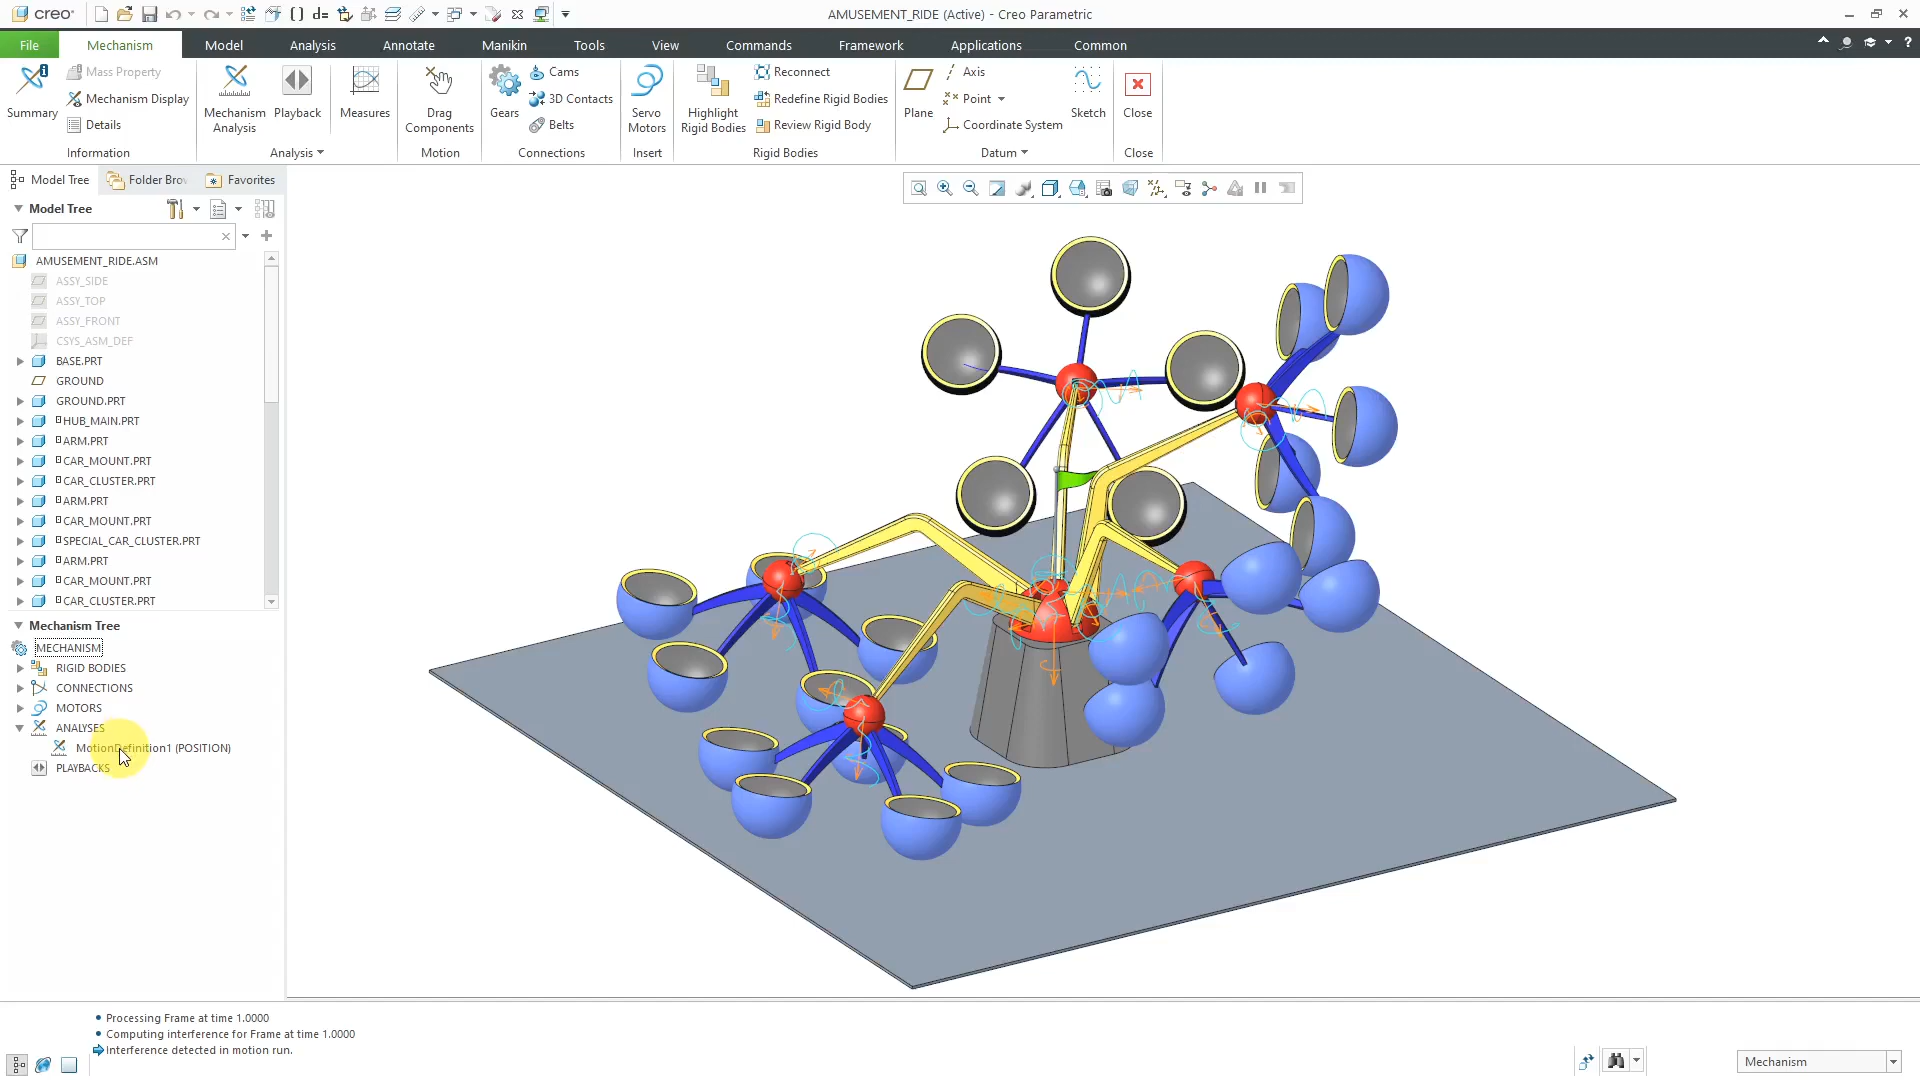 creo
AMUSEMENT_RIDE (Active) - Creo Parametric
File Mechanism Model Analysis Annotate Manikin Tools View Commands Framework Applications Common
Summary
Mass Property
Mechanism Display
Details
Information
Mechanism Analysis
Playback
Analysis
Measures
Drag Components
Motion
Gears
Cams
3D Contacts
Belts
Connections
Servo Motors
Insert
Highlight Rigid Bodies
Reconnect
Redefine Rigid Bodies
Review Rigid Body
Rigid Bodies
Plane
Axis
Point
Coordinate System
Sketch
Datum
Close
Close
Model Tree Folder Brov Favorites
Model Tree
AMUSEMENT_RIDE.ASM
ASSY_SIDE
ASSY_TOP
ASSY_FRONT
CSYS_ASM_DEF
BASE.PRT
GROUND
GROUND.PRT
HUB_MAIN.PRT
ARM.PRT
CAR_MOUNT.PRT
CAR_CLUSTER.PRT
ARM.PRT
CAR_MOUNT.PRT
SPECIAL_CAR_CLUSTER.PRT
ARM.PRT
CAR_MOUNT.PRT
CAR_CLUSTER.PRT
Mechanism Tree
MECHANISM
RIGID BODIES
CONNECTIONS
MOTORS
ANALYSES
MotionDefinition1 (POSITION)
PLAYBACKS
Processing Frame at time 1.0000
Computing interference for Frame at time 1.0000
Interference detected in motion run.
Mechanism